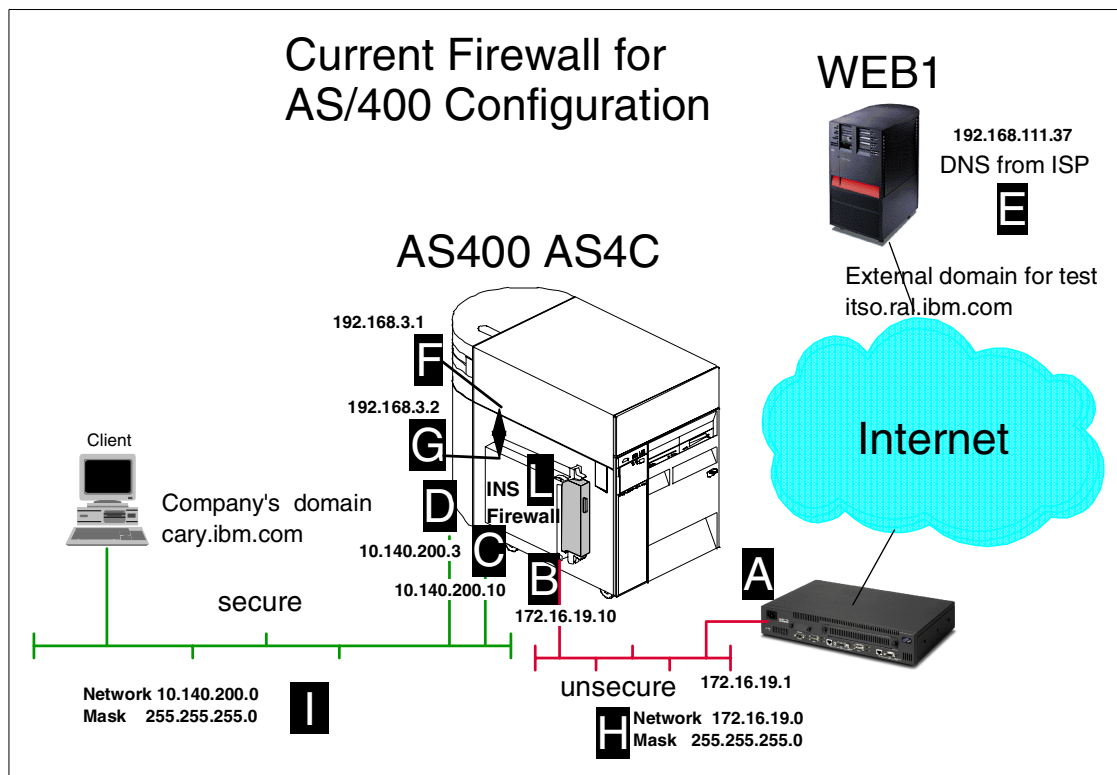 Current Firewall for
AS/400 Configuration
WEB1
192.168.111.37
DNS from ISP
E
AS400 AS4C
External domain for test
itso.ral.ibm.com
192.168.3.1
F
192.168.3.2
G
Internet
Client
Company's domain
cary.ibm.com
L
INS
Firewall
D
10.140.200.3
C
10.140.200.10
B
172.16.19.10
A
secure
unsecure
172.16.19.1
Network 10.140.200.0
Mask 255.255.255.0
I
H
Network 172.16.19.0
Mask 255.255.255.0